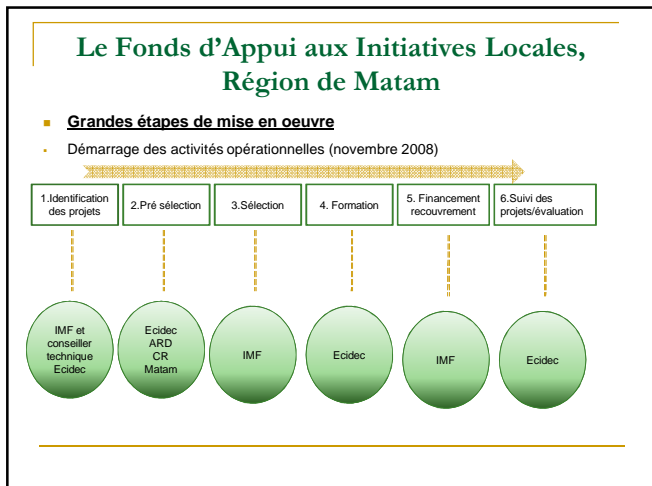 Le Fonds d'Appui aux Initiatives Locales,
Région de Matam
Grandes étapes de mise en oeuvre
Démarrage des activités opérationnelles (novembre 2008)
1.Identification
des projets
2.Pré sélection
3.Sélection
4. Formation
5. Financement
recouvrement
6.Suivi des
projets/évaluation
IMF et
conseiller
technique
Ecidec
Ecidec
ARD
CR
Matam
IMF
Ecidec
IMF
Ecidec